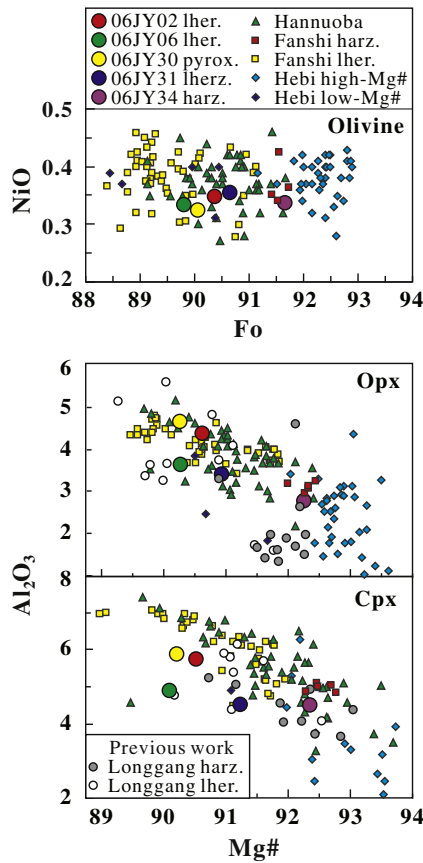 06JY02 lher.
06JY06 lher.
06JY30 pyrox.
06JY31 lherz.
06JY34 harz.
Hannuoba
Fanshi harz.
Fanshi lher.
Hebi high-Mg#
Hebi low-Mg#
Olivine
NiO
0.5
0.4
0.3
0.2
88 89 90 91 92 93 94
Fo
Opx
6
5
4
3
2
Al₂O₃
8
Cpx
6
4
2
Previous work
Longgang harz.
Longgang lher.
89 90 91 92 93 94
Mg#